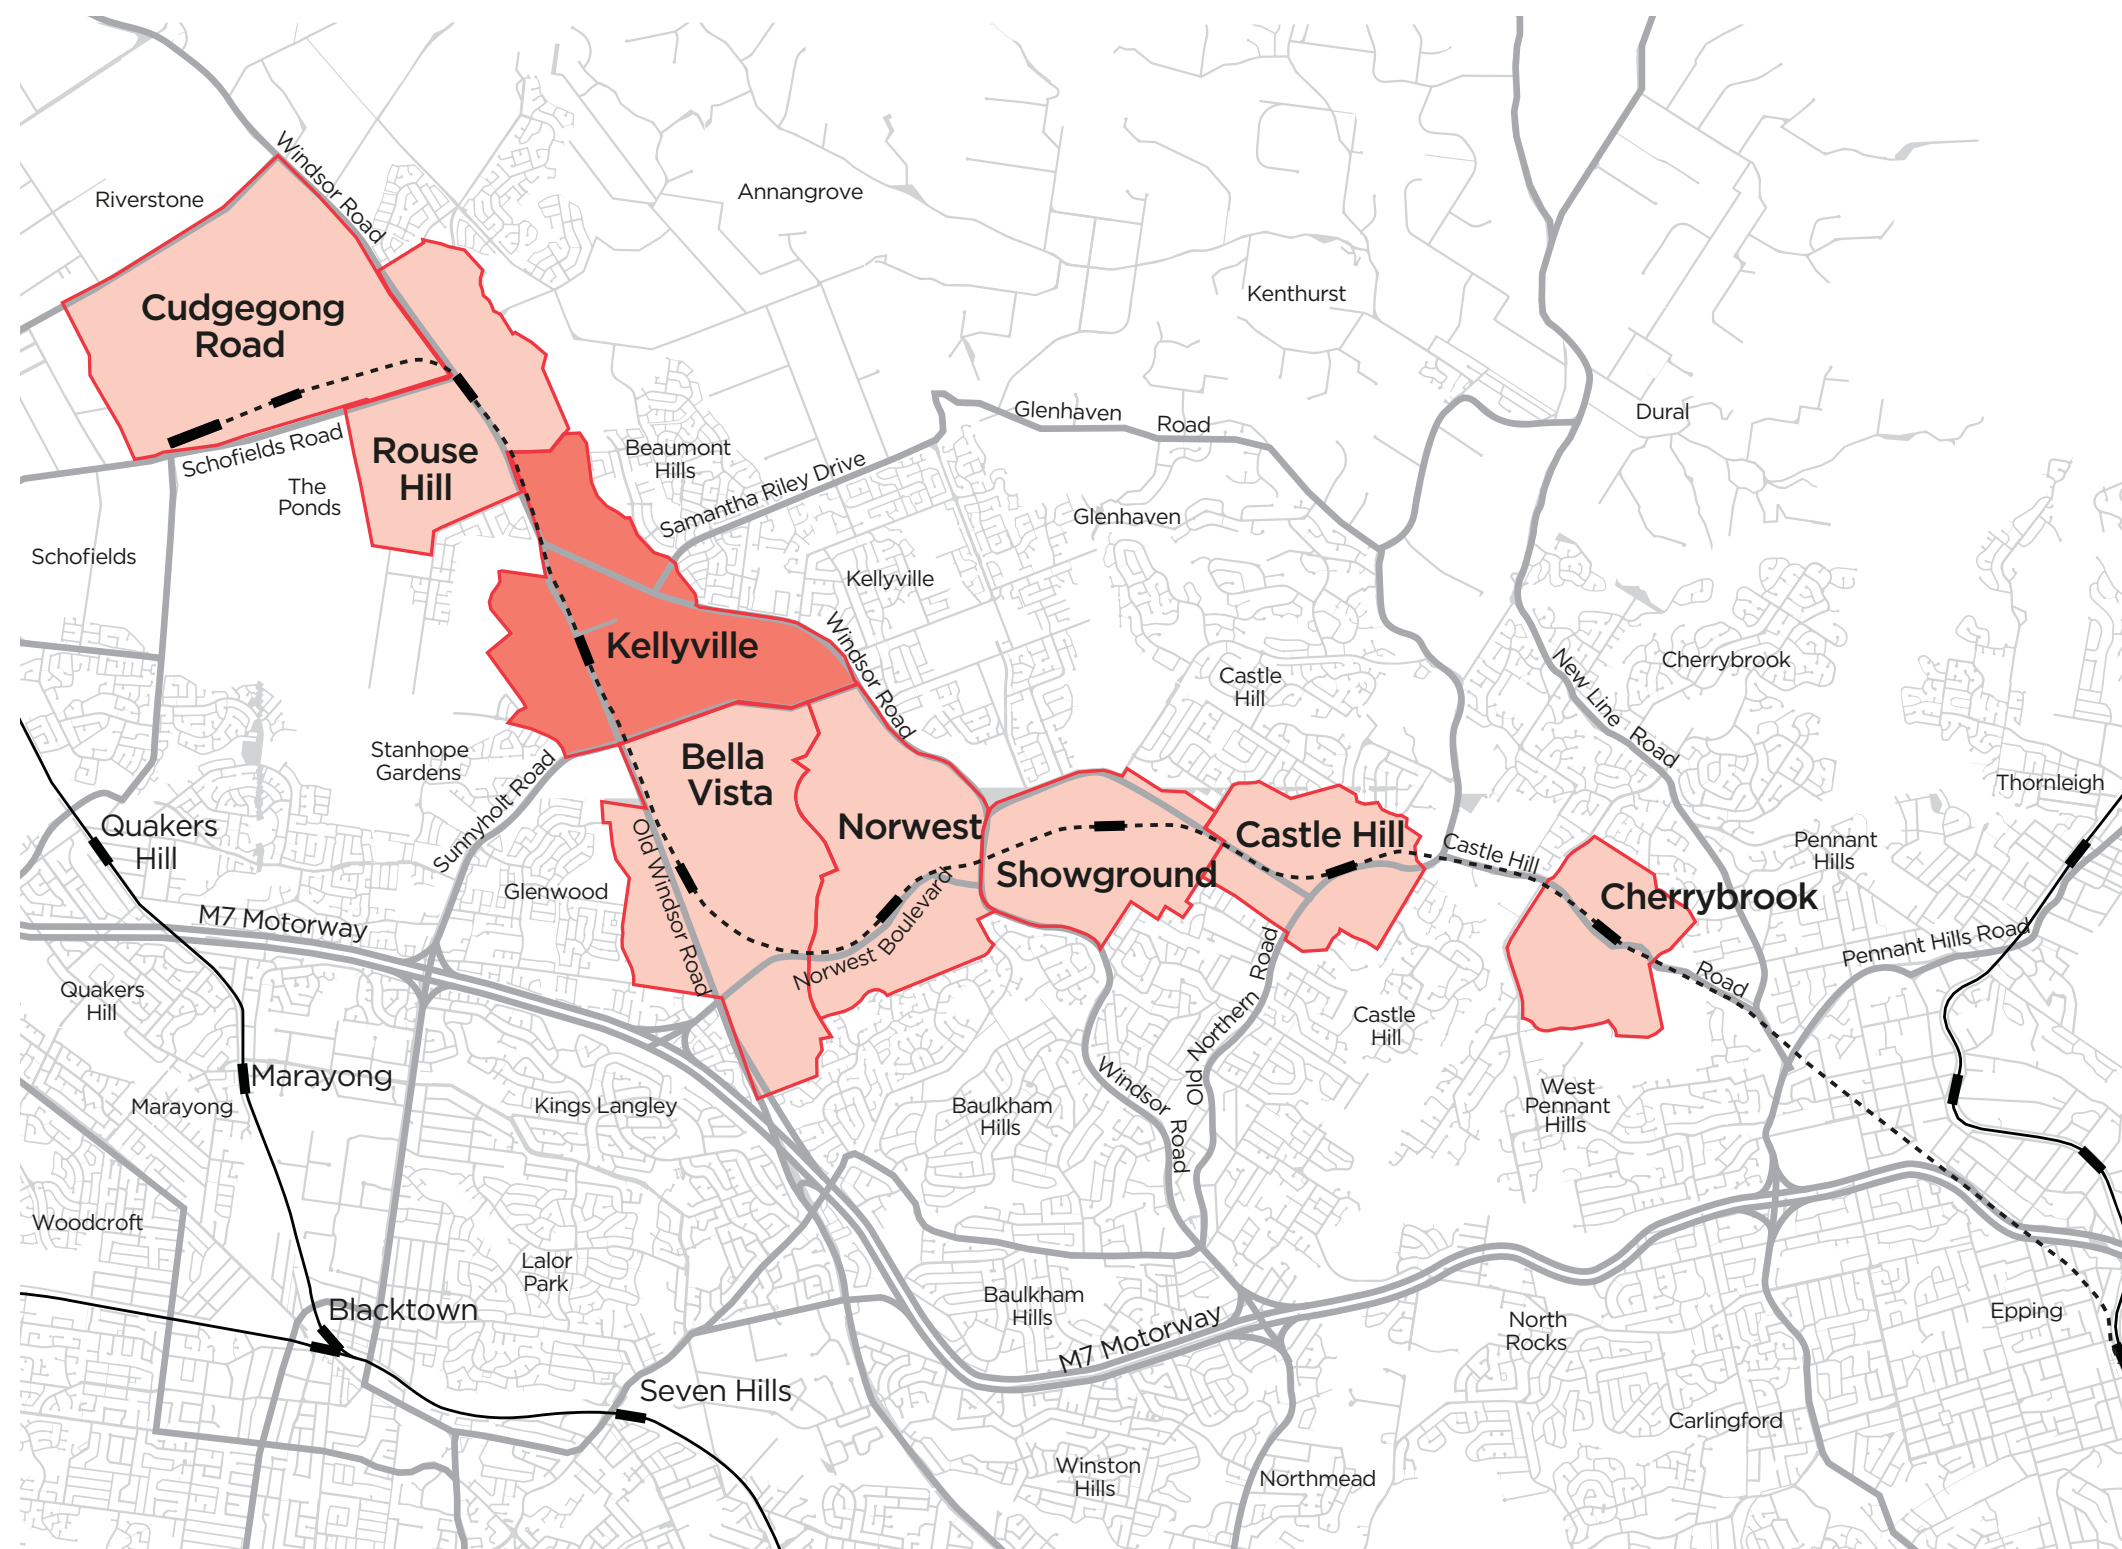 Windsor Road
Riverstone
Annangrove
Kenthurst
Cudgegong
Road
Glenhaven Road
Dural
Schofields Road
Rouse
Hill
Beaumont
Hills
Samantha Riley Drive
The
Ponds
Glenhaven
Schofields
Kellyville
Kellyville
Windsor Road
Castle
Hill
New Line Road
Cherrybrook
Stanhope
Gardens
Sunnyholt Road
Bella
Vista
Thornleigh
Quakers
Hill
Norwest
Castle Hill
Showground
Castle Hill Road
Pennant
Hills
Cherrybrook
Glenwood
Old Windsor Road
Norwest Boulevard
M7 Motorway
Pennant Hills Road
Quakers
Hill
Old Northern Road
Castle
Hill
Marayong
Marayong
Kings Langley
Baulkham
Hills
Windsor Road
West
Pennant
Hills
Woodcroft
Lalor
Park
Blacktown
Baulkham
Hills
M7 Motorway
North
Rocks
Epping
Seven Hills
Carlingford
Winston
Hills
Northmead